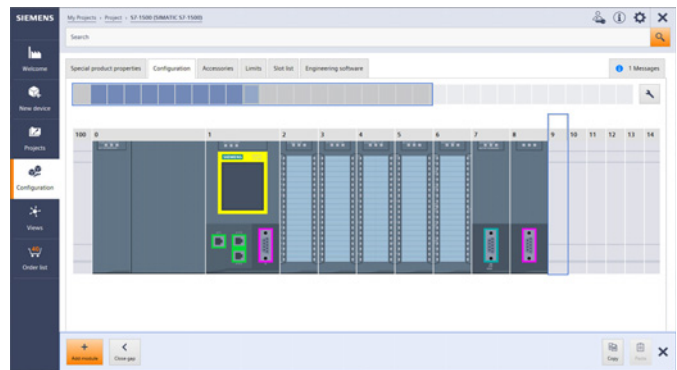 SIEMENS
My Projects › Project › S7-1500 (SIMATIC S7-1500)
Search
Special product properties Configuration Accessories Limits Slot list Engineering software
1 Messages
Welcome
New device
Projects
Configuration
Views
Order list
100 0 1 2 3 4 5 6 7 8 9 10 11 12 13 14
SIEMENS
Add module
Close gap
Copy
Paste